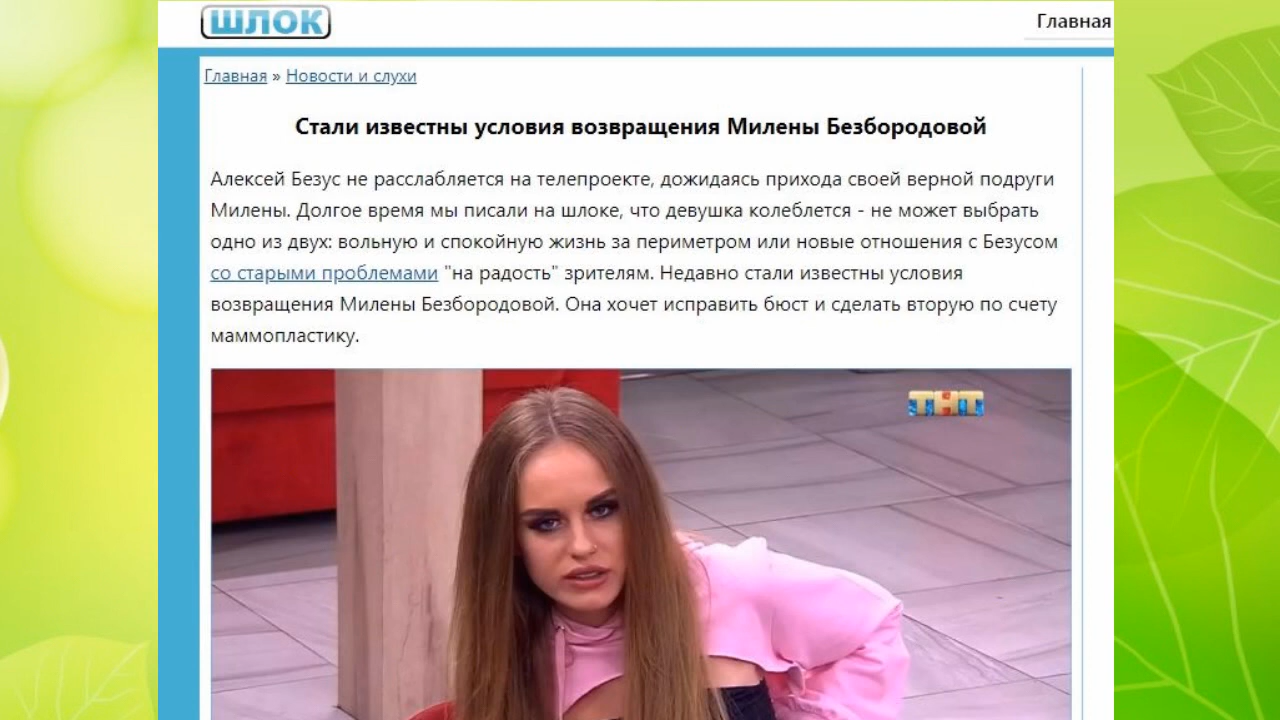 ШЛОК
Главная
Главная » Новости и слухи
Стали известны условия возвращения Милены Безбородовой
Алексей Безус не расслабляется на телепроекте, дожидаясь прихода своей верной подруги
Милены. Долгое время мы писали на шлоке, что девушка колеблется - не может выбрать
одно из двух: вольную и спокойную жизнь за периметром или новые отношения с Безусом
со старыми проблемами "на радость" зрителям. Недавно стали известны условия
возвращения Милены Безбородовой. Она хочет исправить бюст и сделать вторую по счету
маммопластику.
ТНТ